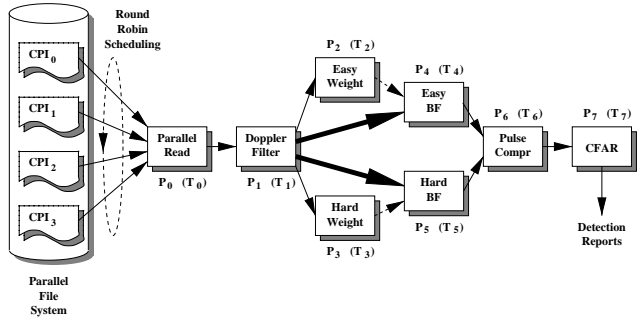 Round
Robin
Scheduling
CPI0
CPI1
CPI2
CPI3
Parallel
File
System
Parallel
Read
P0 (T0)
Doppler
Filter
P1 (T1)
P2 (T2)
Easy
Weight
Hard
Weight
P3 (T3)
P4 (T4)
Easy
BF
Hard
BF
P5 (T5)
P6 (T6)
Pulse
Compr
P7 (T7)
CFAR
Detection
Reports